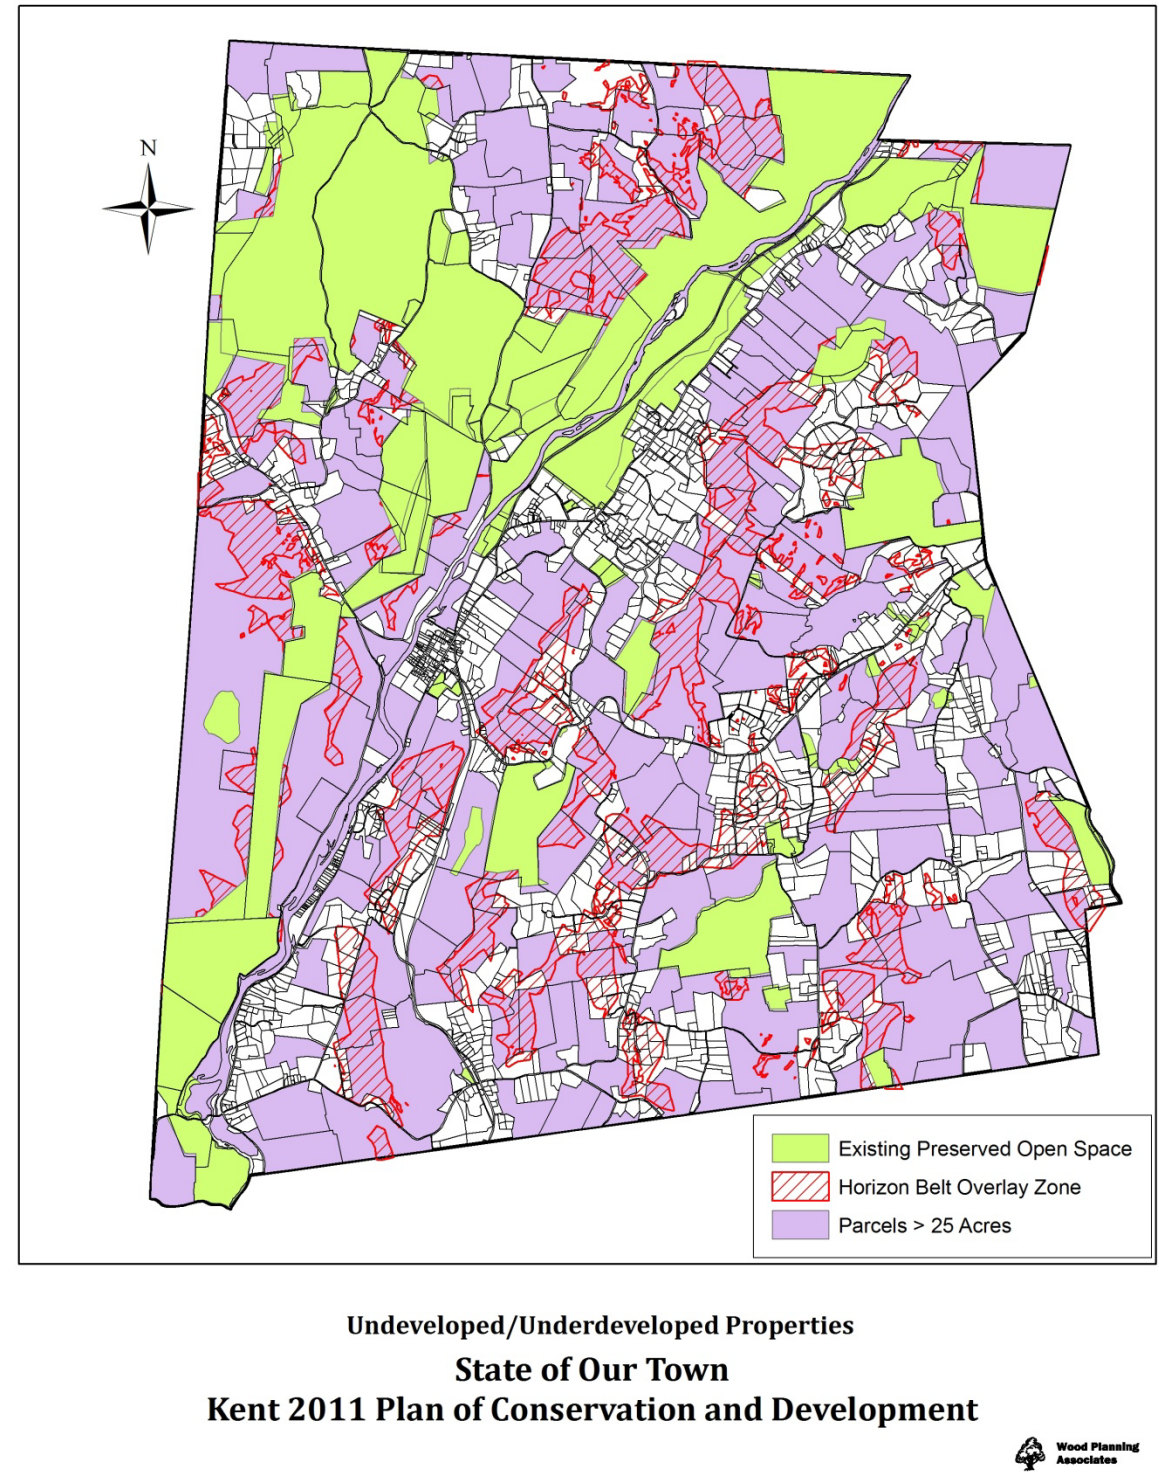 N
Existing Preserved Open Space
Horizon Belt Overlay Zone
Parcels > 25 Acres
Undeveloped/Underdeveloped Properties
State of Our Town
Kent 2011 Plan of Conservation and Development
Wood Planning
Associates